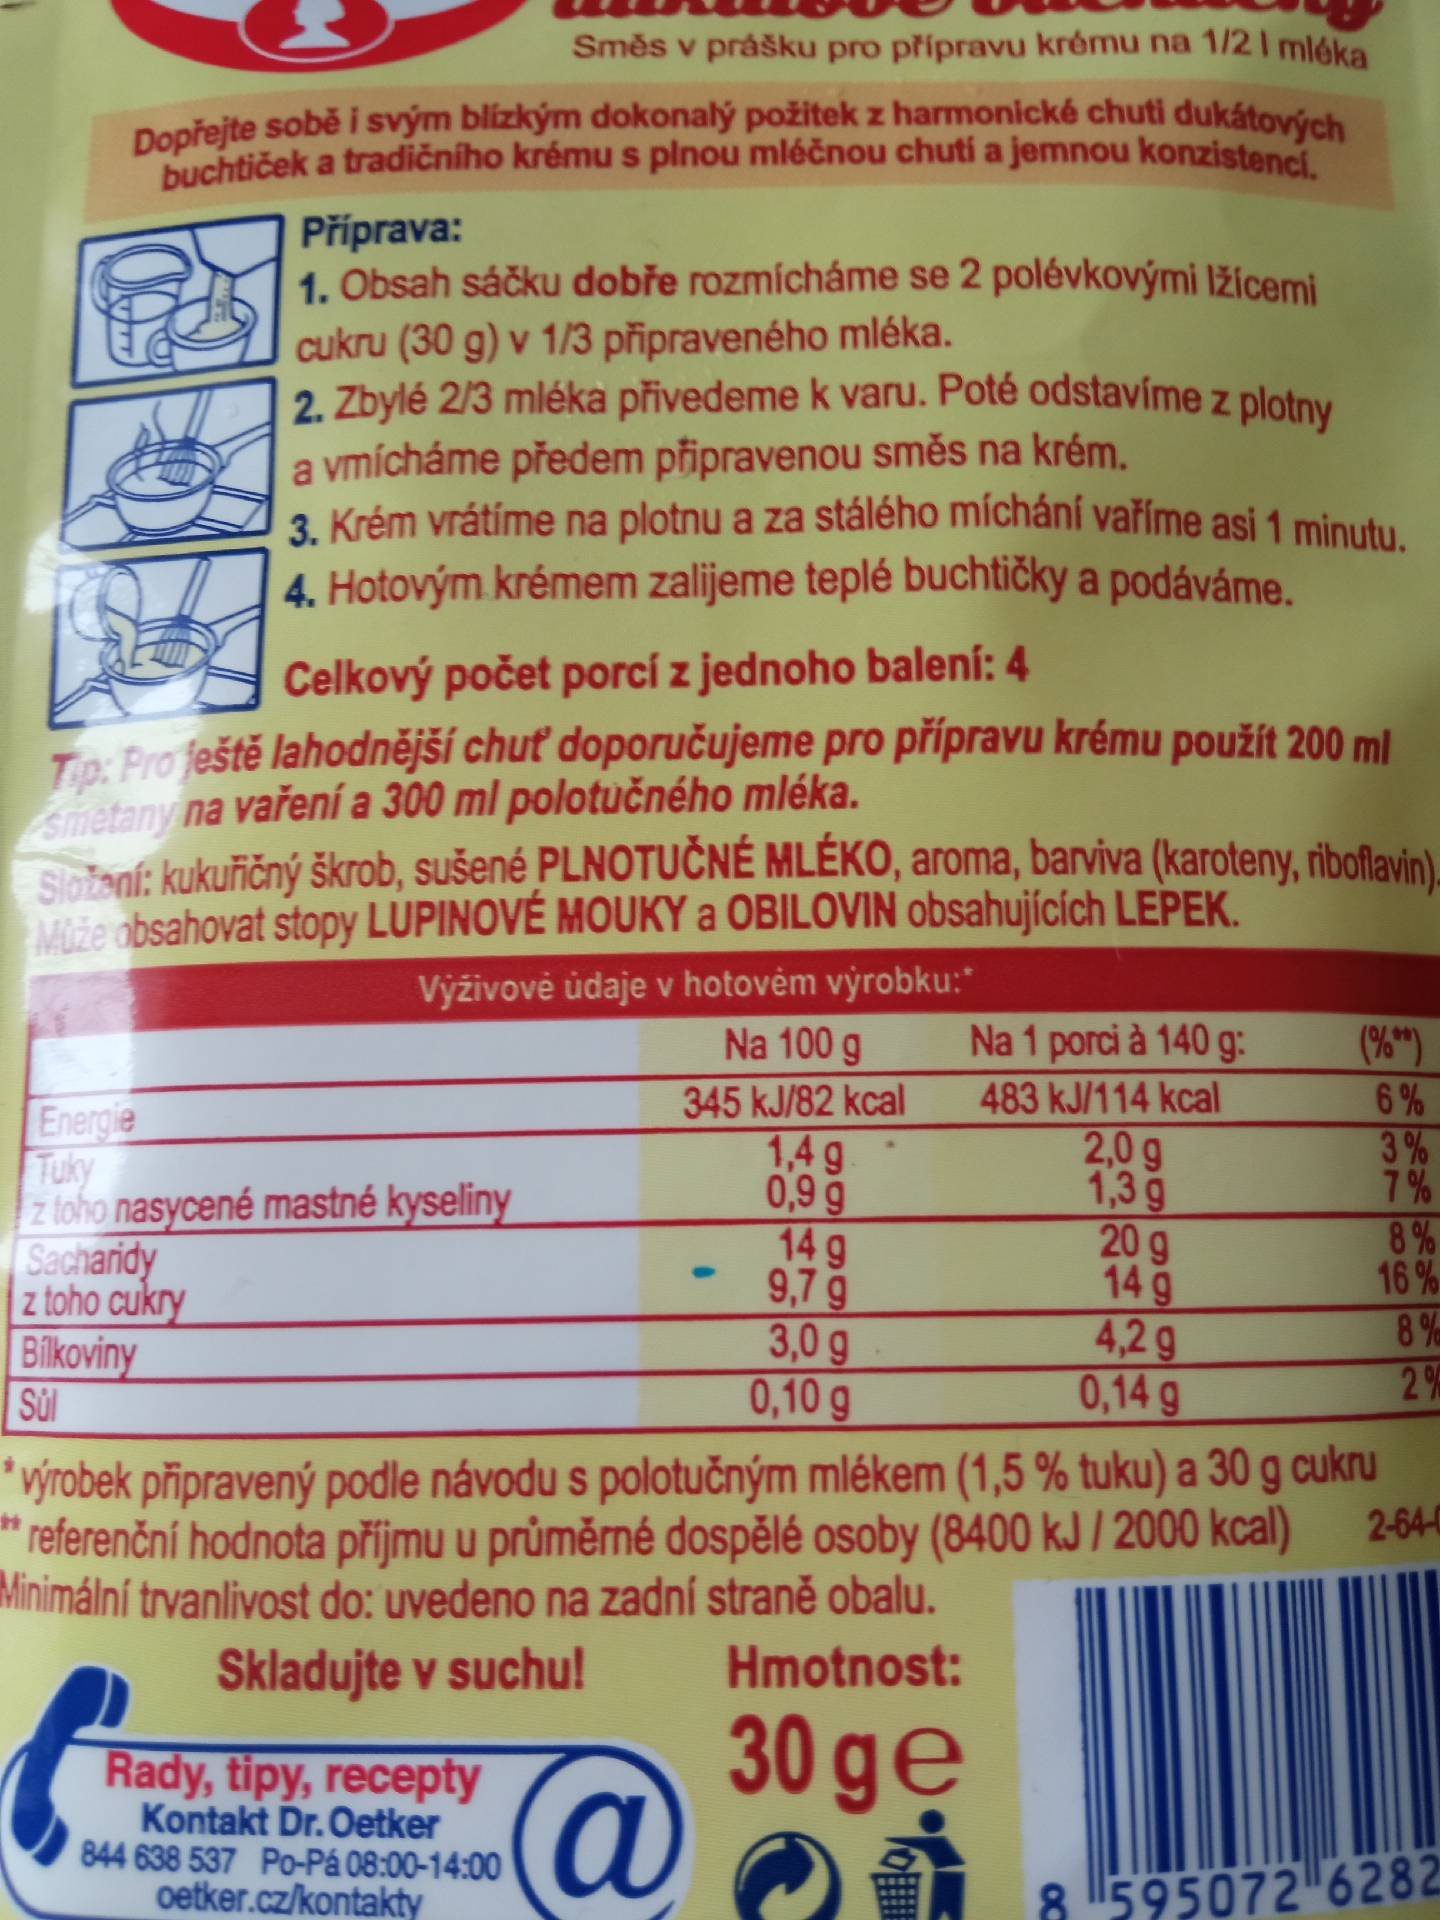 Směs v prášku pro přípravu krému na 1/2 l mléka
Dopřejte sobě i svým blízkým dokonalý požitek z harmonické chuti dukátových
buchtiček a tradičního krému s plnou mléčnou chutí a jemnou konzistencí.
Příprava:
1. Obsah sáčku dobře rozmícháme se 2 polévkovými lžícemi
cukru (30 g) v 1/3 připraveného mléka.
2. Zbylé 2/3 mléka přivedeme k varu. Poté odstavíme z plotny
a vmícháme předem připravenou směs na krém.
3. Krém vrátíme na plotnu a za stálého míchání vaříme asi 1 minutu.
4. Hotovým krémem zalijeme teplé buchtičky a podáváme.
Celkový počet porcí z jednoho balení: 4
Tip: Pro ještě lahodnější chuť doporučujeme pro přípravu krému použít 200 ml
smetany na vaření a 300 ml polotučného mléka.
Složení: kukuřičný škrob, sušené PLNOTUČNÉ MLÉKO, aroma, barviva (karoteny, riboflavin).
Může obsahovat stopy LUPINOVÉ MOUKY a OBILOVIN obsahujících LEPEK.
Výživové údaje v hotovém výrobku:*
Na 100 g Na 1 porci à 140 g: (%**)
Energie 345 kJ/82 kcal 483 kJ/114 kcal 6 %
Tuky 1,4 g 2,0 g 3 %
z toho nasycené mastné kyseliny 0,9 g 1,3 g 7 %
Sacharidy 14 g 20 g 8 %
z toho cukry 9,7 g 14 g 16 %
Bílkoviny 3,0 g 4,2 g 8 %
Sůl 0,10 g 0,14 g 2 %
* výrobek připravený podle návodu s polotučným mlékem (1,5 % tuku) a 30 g cukru
** referenční hodnota příjmu u průměrné dospělé osoby (8400 kJ / 2000 kcal) 2-64-
Minimální trvanlivost do: uvedeno na zadní straně obalu.
Skladujte v suchu!
Hmotnost:
30 g e
Rady, tipy, recepty
Kontakt Dr. Oetker
844 638 537 Po-Pá 08:00-14:00
oetker.cz/kontakty
@
8 595072 6282